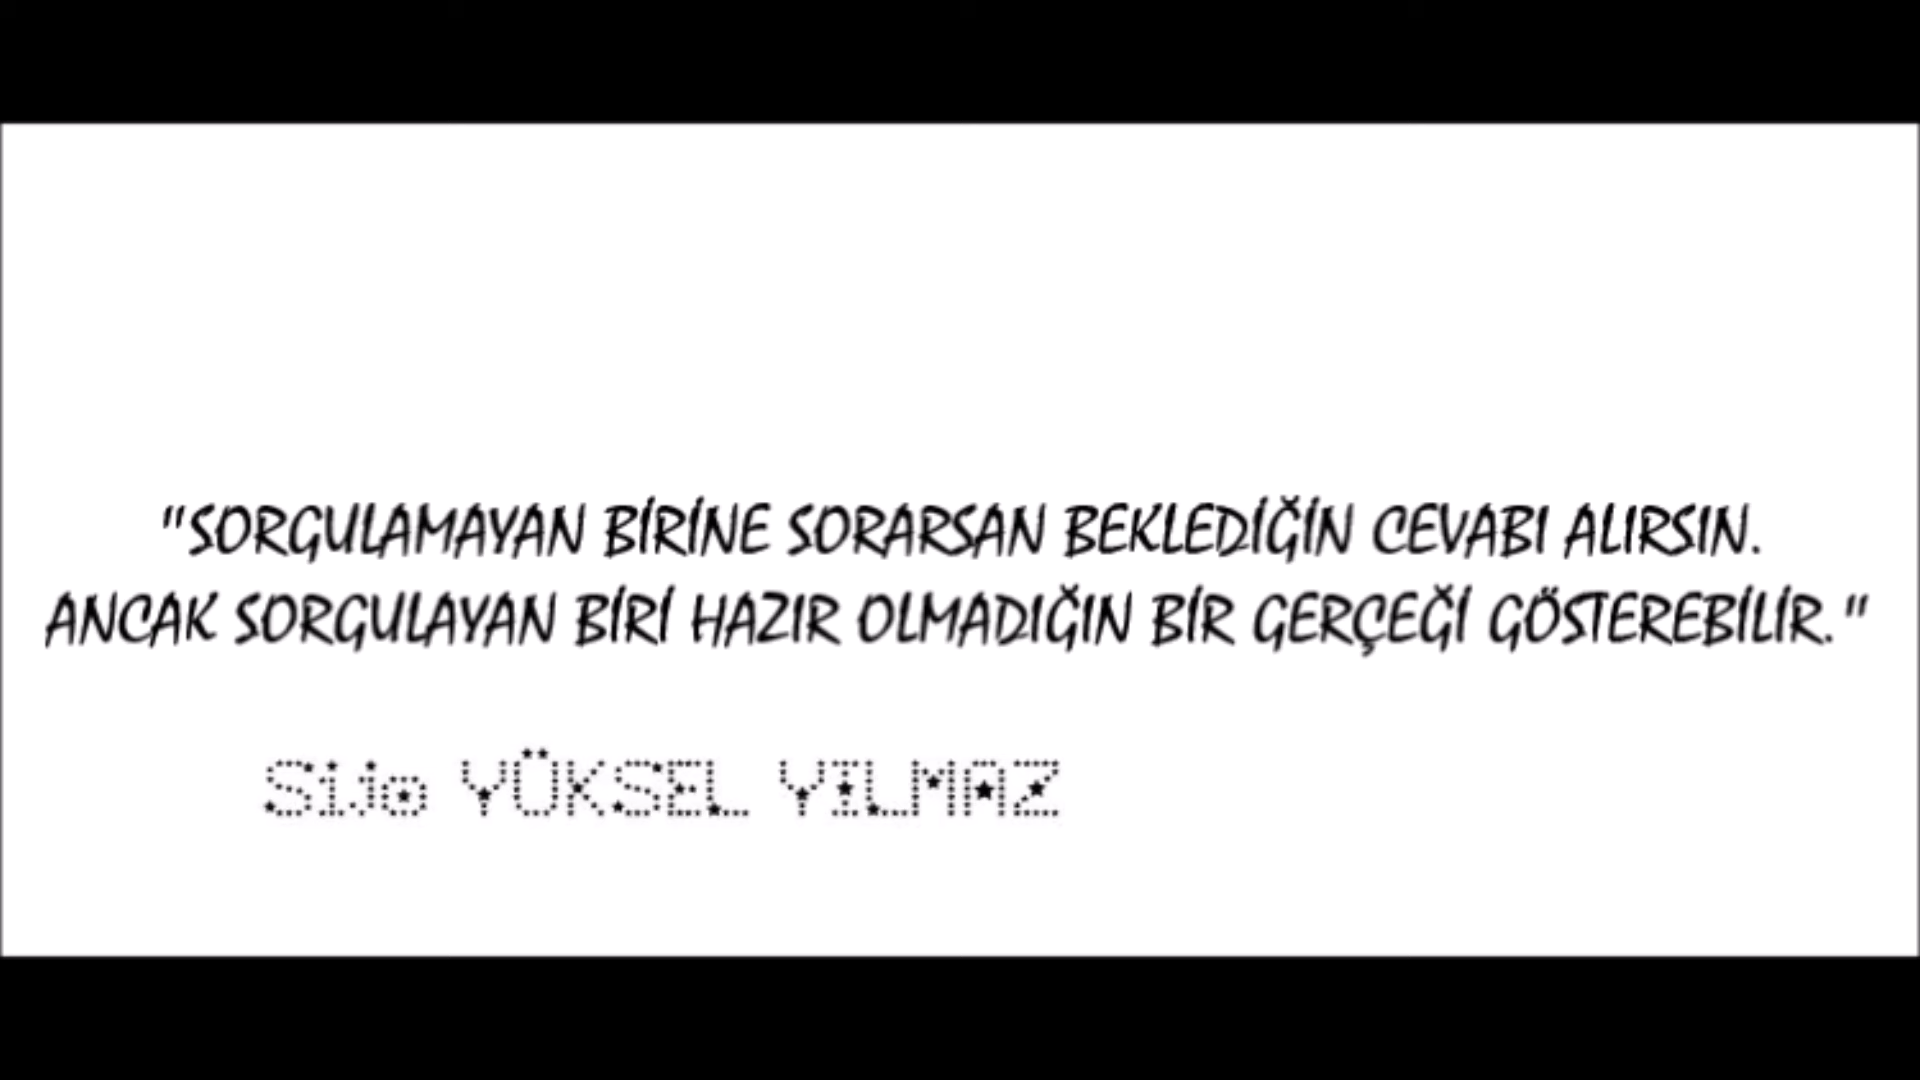 "SORGULAMAYAN BİRİNE SORARSAN BEKLEDİĞİN CEVABI ALIRSIN.
ANCAK SORGULAYAN BİRİ HAZIR OLMADIĞIN BİR GERÇEĞİ GÖSTEREBİLİR."
Sijo YÜKSEL YILMAZ